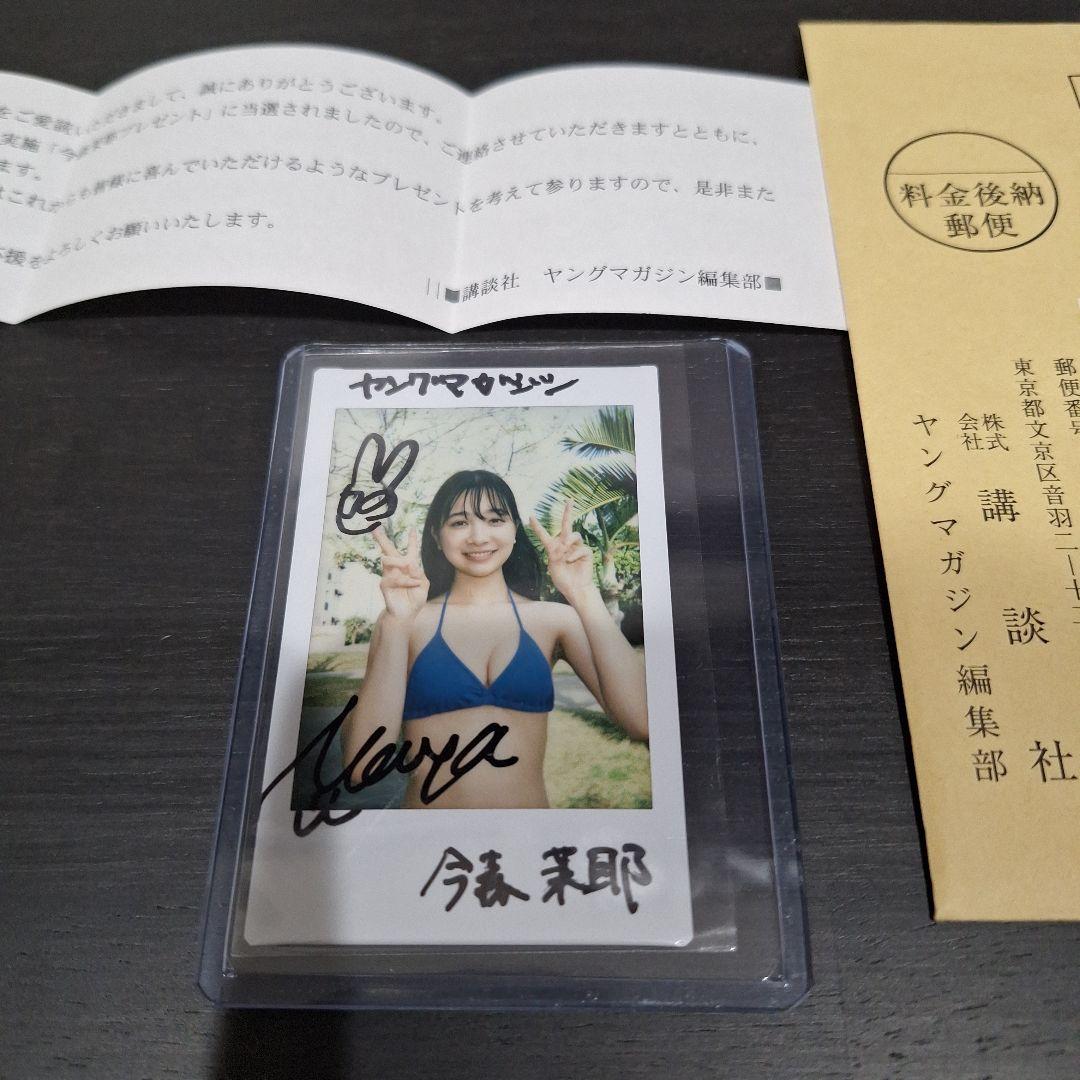 をご愛読いただきまして、誠にありがとうございます。
実施「今森茉耶プレゼント」に当選されましたので、ご連絡させていただきますとともに、
ます。
はこれからも皆様に喜んでいただけるようなプレゼントを考えて参りますので、是非また
応援をよろしくお願いいたします。
■講談社 ヤングマガジン編集部■
料金後納
郵便
郵便番号
東京都文京区音羽二―十二
株式
会社
講談社
ヤングマガジン編集部
ヤングマガジン
Maya
今森茉耶